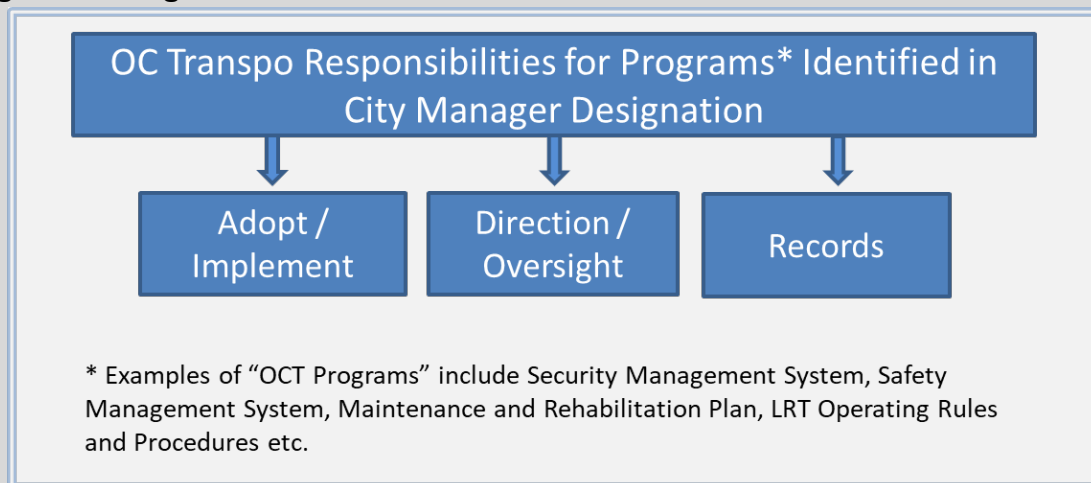 OC Transpo Responsibilities for Programs* Identified in
City Manager Designation
Adopt /
Implement
Direction /
Oversight
Records
* Examples of “OCT Programs” include Security Management System, Safety
Management System, Maintenance and Rehabilitation Plan, LRT Operating Rules
and Procedures etc.